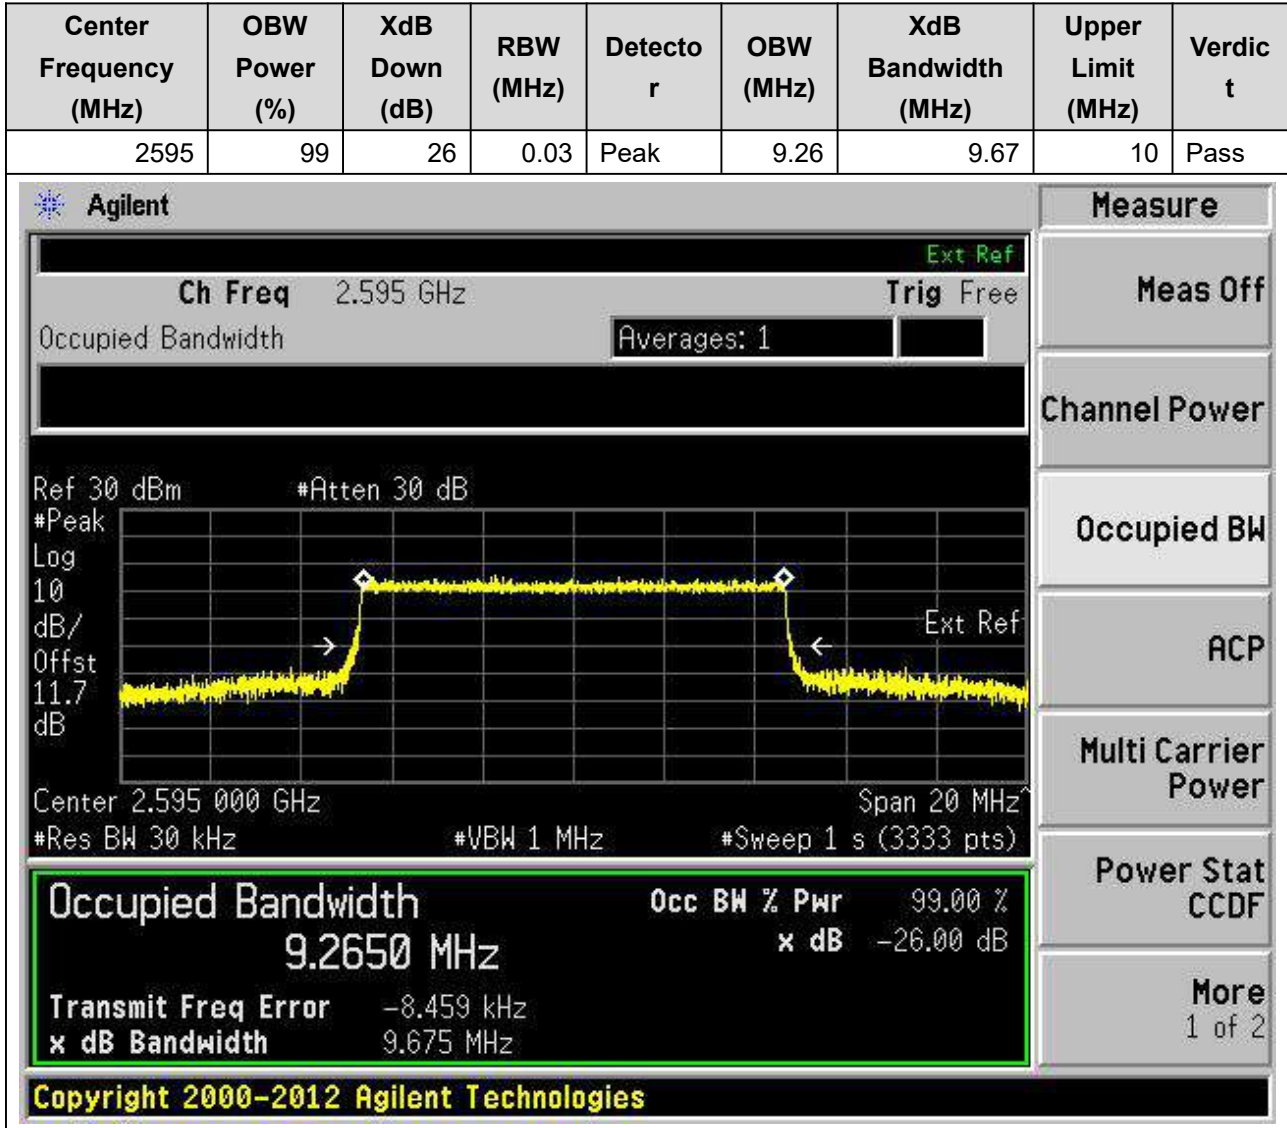 Center Frequency (MHz) OBW Power (%) XdB Down (dB) RBW (MHz) Detecto r OBW (MHz) XdB Bandwidth (MHz) Upper Limit (MHz) Verdic t
2595 99 26 0.03 Peak 9.26 9.67 10 Pass
Agilent
Measure
Ext Ref
Ch Freq 2.595 GHz Trig Free
Meas Off
Occupied Bandwidth Averages: 1
Channel Power
Ref 30 dBm #Atten 30 dB
#Peak
Log
10
dB/
Offst
11.7
dB
Ext Ref
Occupied BW
ACP
Multi Carrier
Power
Center 2.595 000 GHz Span 20 MHz^
#Res BW 30 kHz #VBW 1 MHz #Sweep 1 s (3333 pts)
Power Stat
CCDF
Occupied Bandwidth
9.2650 MHz
Occ BW % Pwr 99.00 %
x dB -26.00 dB
Transmit Freq Error -8.459 kHz
x dB Bandwidth 9.675 MHz
More
1 of 2
Copyright 2000-2012 Agilent Technologies